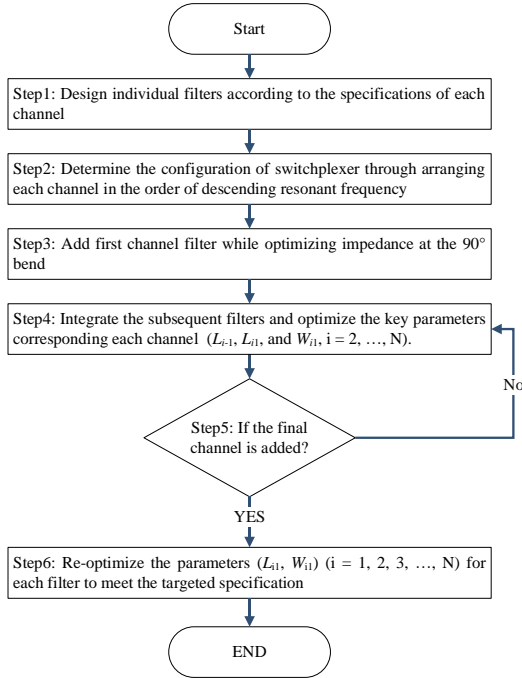 Start
Step1: Design individual filters according to the specifications of each
channel
Step2: Determine the configuration of switchplexer through arranging
each channel in the order of descending resonant frequency
Step3: Add first channel filter while optimizing impedance at the 90°
bend
Step4: Integrate the subsequent filters and optimize the key parameters
corresponding each channel (Li-1, Li1, and Wi1, i = 2, …, N).
No
Step5: If the final
channel is added?
YES
Step6: Re-optimize the parameters (Li1, Wi1) (i = 1, 2, 3, …, N) for
each filter to meet the targeted specification
END